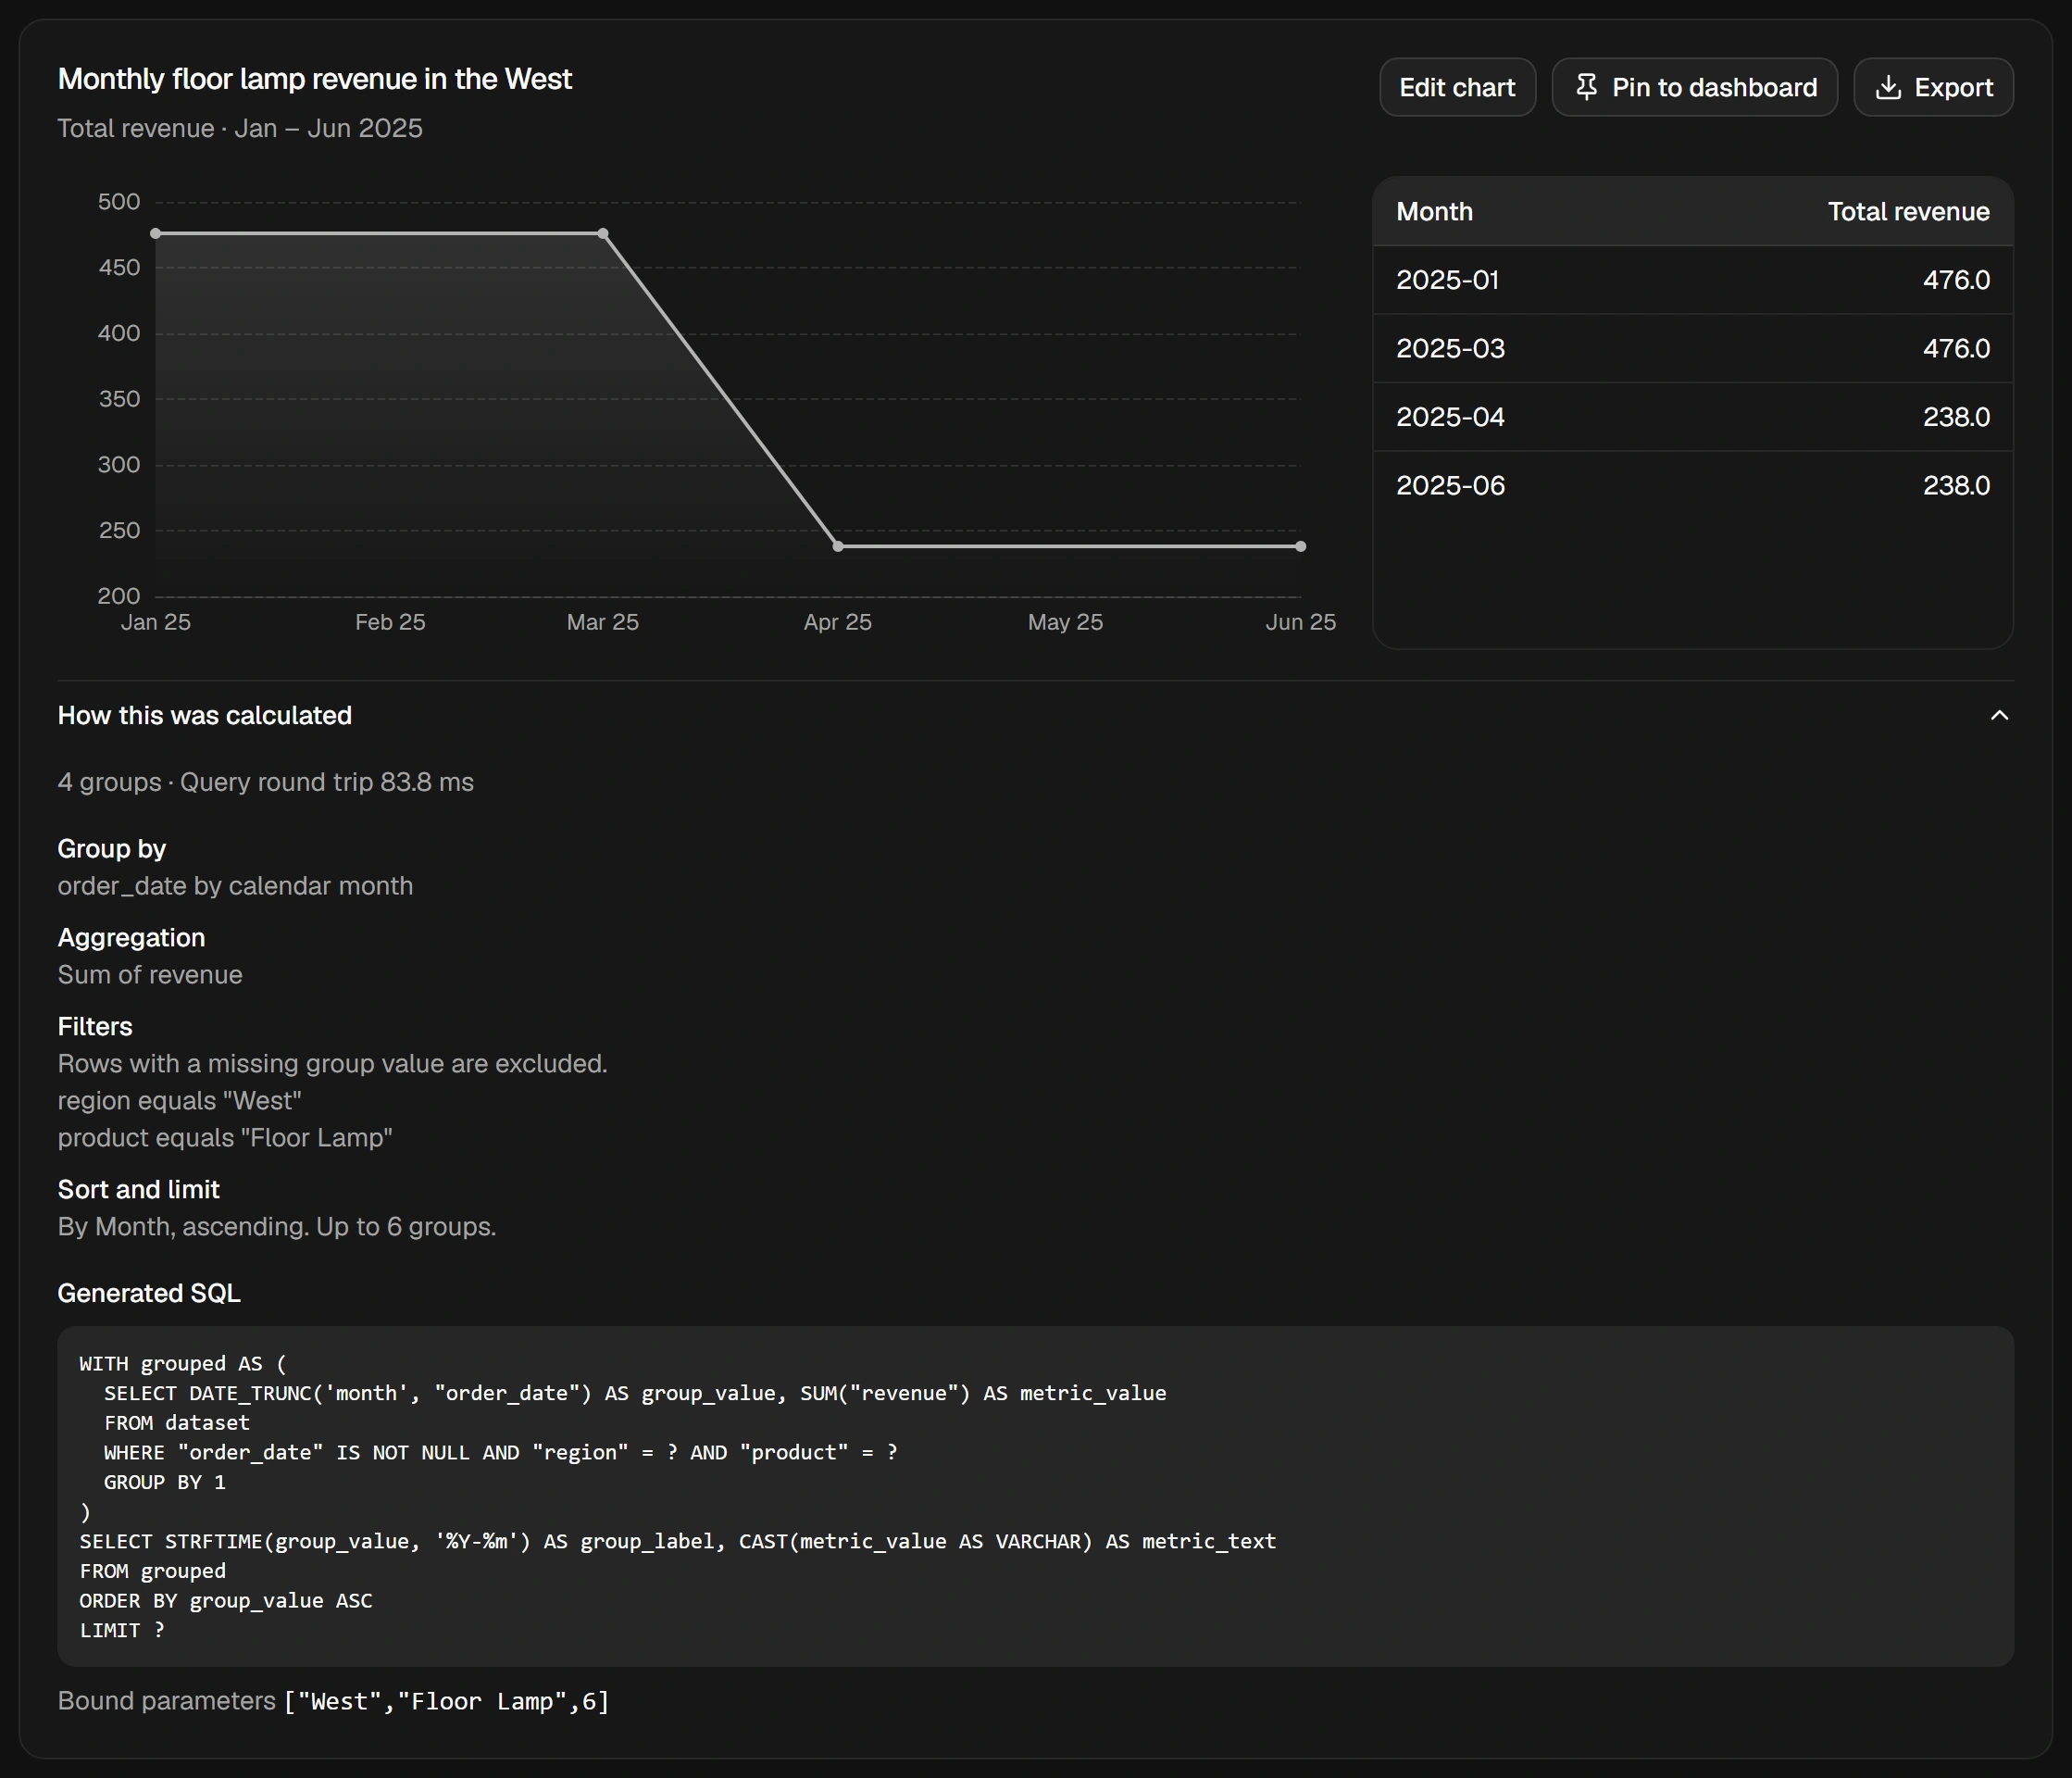 Monthly floor lamp revenue in the West
Total revenue · Jan – Jun 2025
Edit chart
Pin to dashboard
Export
500
450
400
350
300
250
200
Jan 25
Feb 25
Mar 25
Apr 25
May 25
Jun 25
Month Total revenue
2025-01 476.0
2025-03 476.0
2025-04 238.0
2025-06 238.0
How this was calculated
4 groups · Query round trip 83.8 ms
Group by
order_date by calendar month
Aggregation
Sum of revenue
Filters
Rows with a missing group value are excluded.
region equals "West"
product equals "Floor Lamp"
Sort and limit
By Month, ascending. Up to 6 groups.
Generated SQL
WITH grouped AS (
  SELECT DATE_TRUNC('month', "order_date") AS group_value, SUM("revenue") AS metric_value
  FROM dataset
  WHERE "order_date" IS NOT NULL AND "region" = ? AND "product" = ?
  GROUP BY 1
)
SELECT STRFTIME(group_value, '%Y-%m') AS group_label, CAST(metric_value AS VARCHAR) AS metric_text
FROM grouped
ORDER BY group_value ASC
LIMIT ?
Bound parameters ["West","Floor Lamp",6]